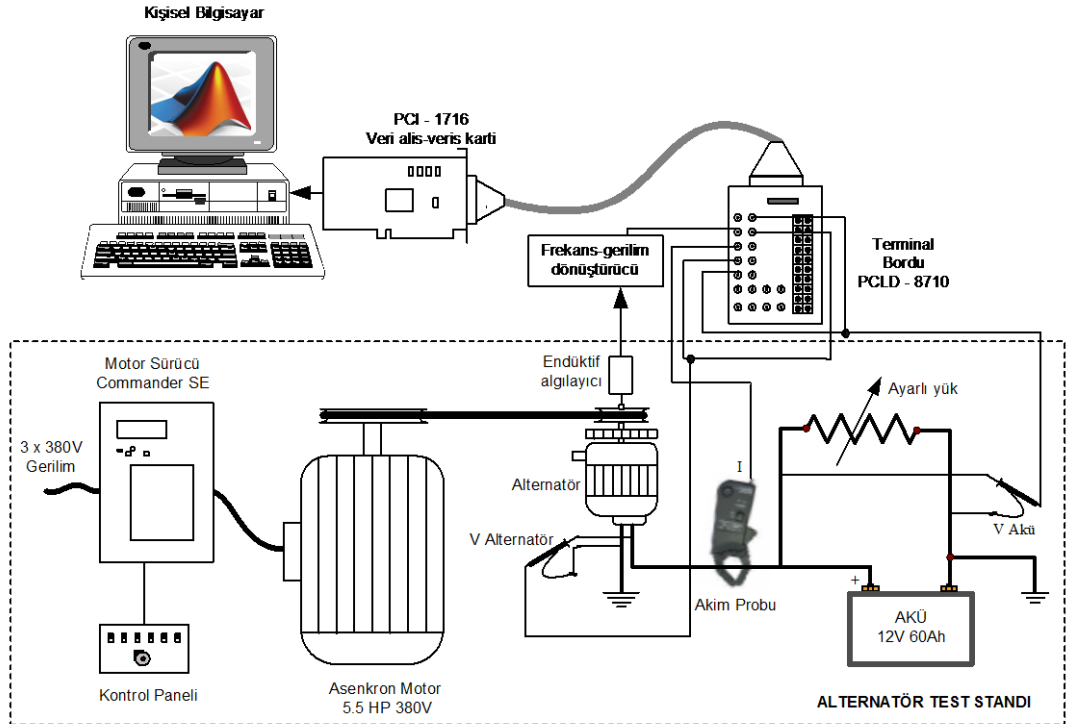 Kişisel Bilgisayar
PCI - 1716
Veri alis-veris karti
Frekans-gerilim
dönüştürücü
Terminal
Bordu
PCLD - 8710
Motor Sürücü
Commander SE
Endüktif
algılayıcı
Ayarlı yük
3 x 380V
Gerilim
Alternatör
I
V Alternatör
V Akü
+
Akim Probu
AKÜ
12V 60Ah
Kontrol Paneli
Asenkron Motor
5.5 HP 380V
ALTERNATÖR TEST STANDI